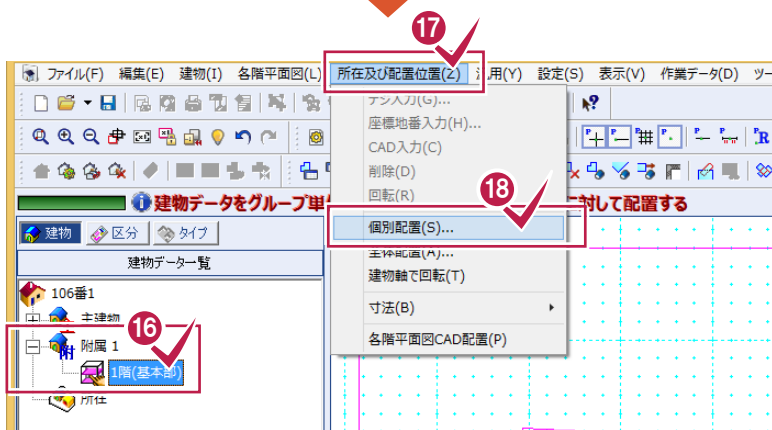 17
ファイル(F) 編集(E) 建物(I) 各階平面図(L) 所在及び配置位置(Z) 用(Y) 設定(S) 表示(V) 作業データ(D) ツー
デジ入力(G)...
座標地番入力(H)...
CAD入力(C)
削除(D)
回転(R)
18
建物データをグループ単 に対して配置する
個別配置(S)...
建物 区分 タイプ
全体配置(A)...
建物データ一覧
建物軸で回転(T)
106番1
寸法(B)
主建物
16
各階平面図CAD配置(P)
附 附属 1
1階(基本部)
所在